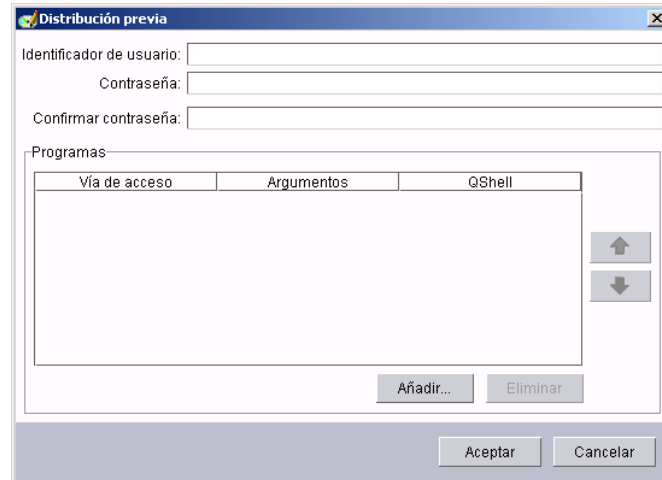 Distribución previa
Identificador de usuario:
Contraseña:
Confirmar contraseña:
Programas
Vía de acceso Argumentos QShell
Añadir... Eliminar
Aceptar Cancelar